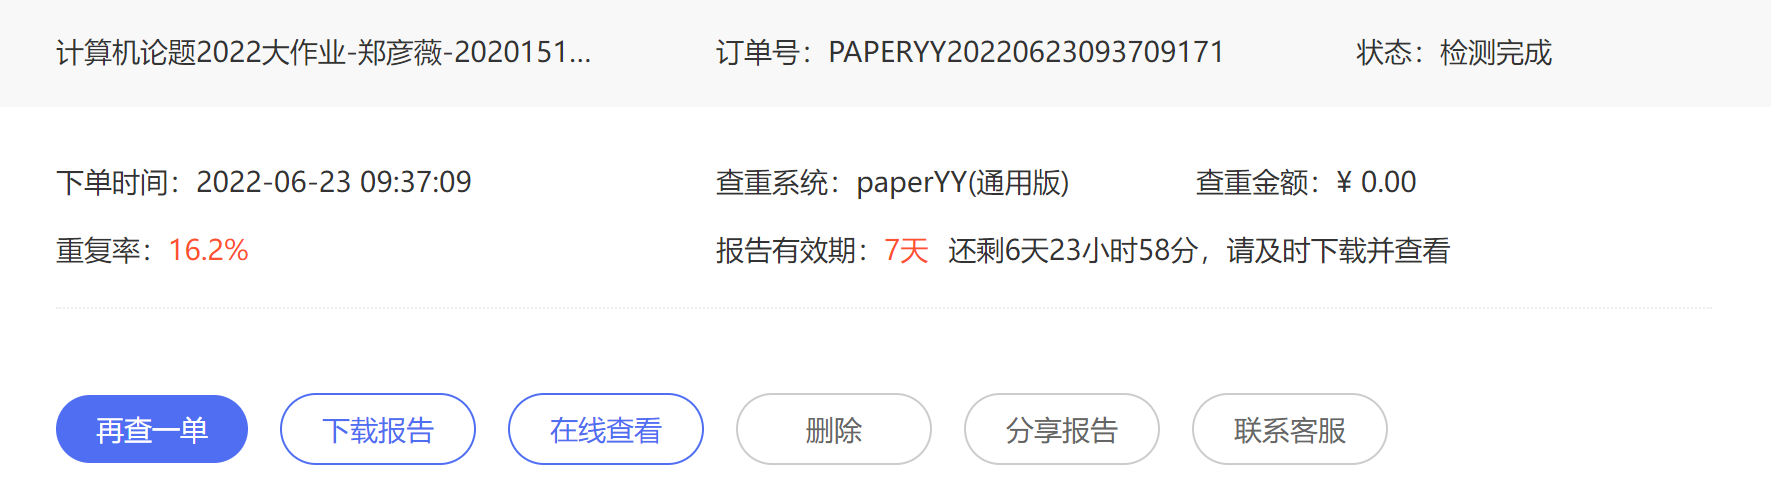 计算机论题2022大作业-郑彦薇-2020151... 订单号：PAPERYY20220623093709171 状态：检测完成
下单时间：2022-06-23 09:37:09 查重系统：paperYY(通用版) 查重金额：¥ 0.00
重复率：16.2% 报告有效期：7天 还剩6天23小时58分，请及时下载并查看
再查一单 下载报告 在线查看 删除 分享报告 联系客服